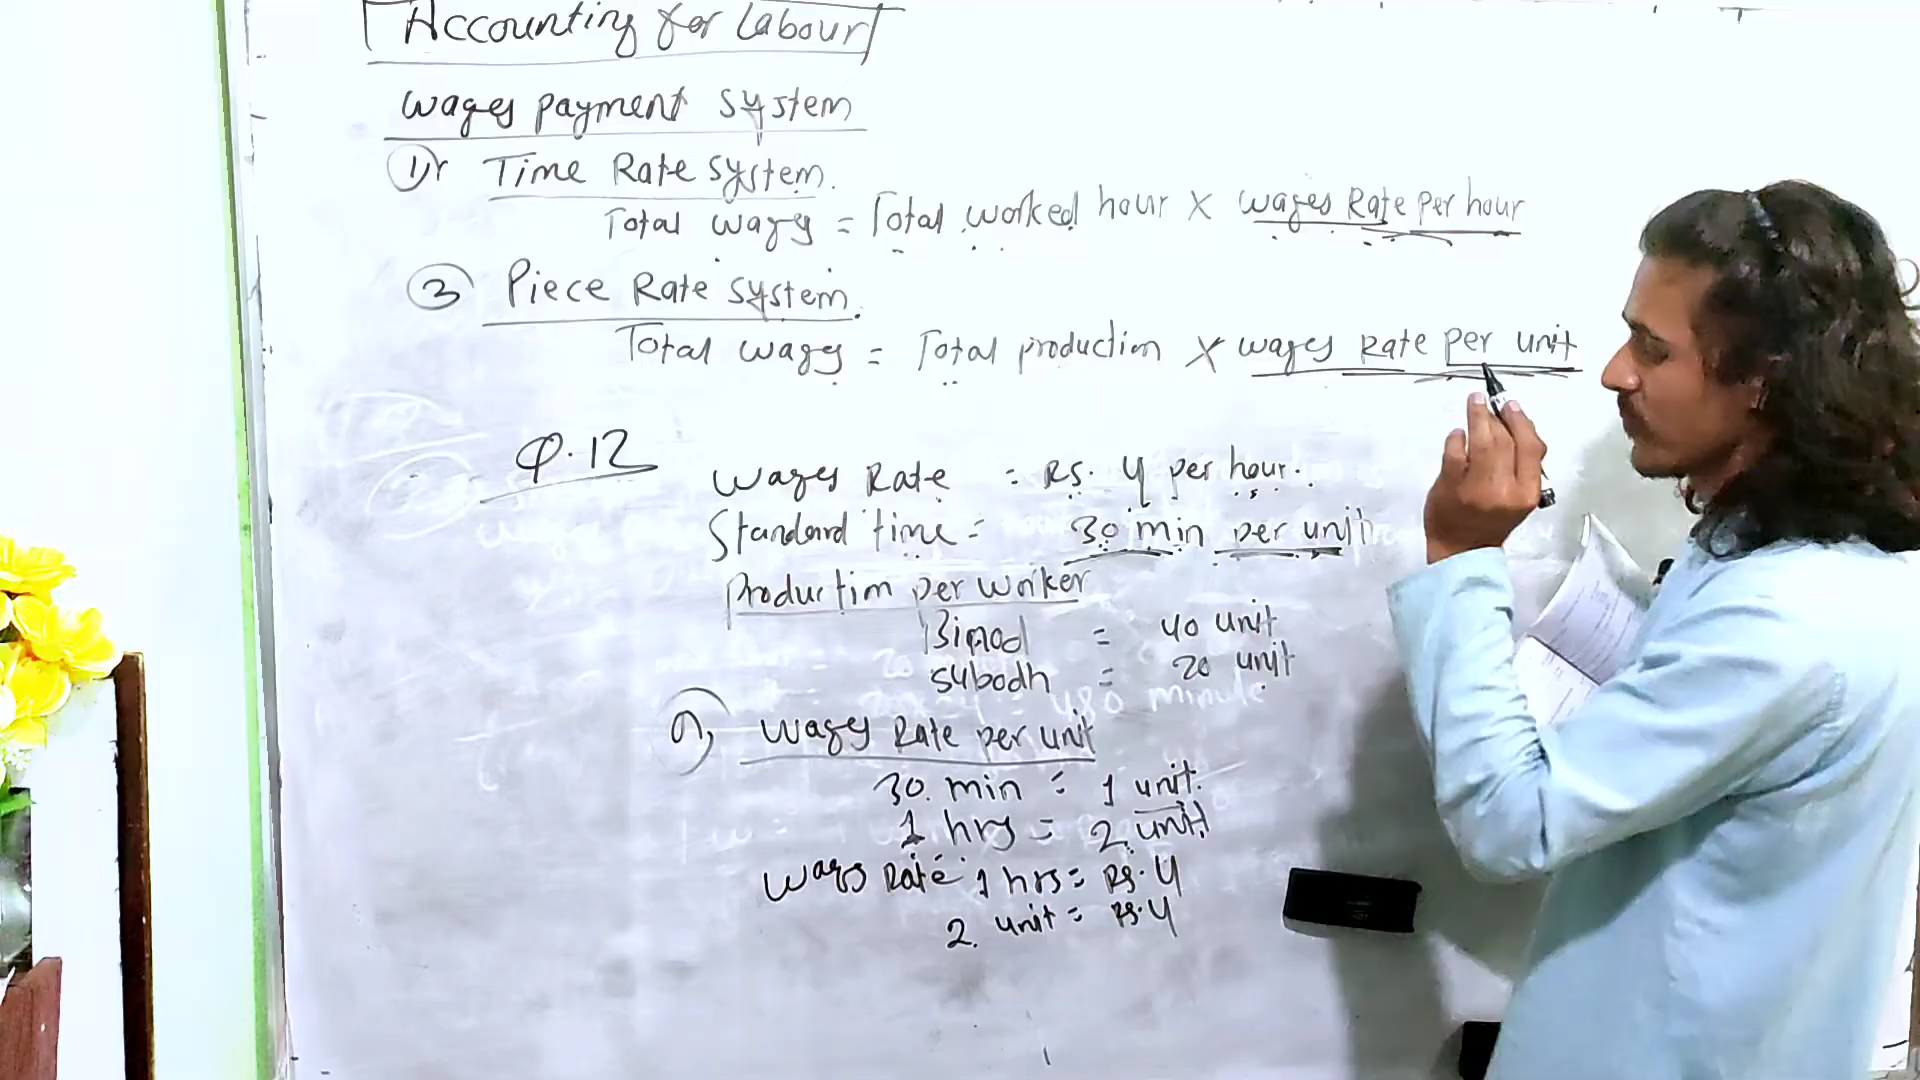 Accounting for Labour
Wages payment system
1) Time Rate System.
Total wages = Total worked hour X wages Rate per hour
2 Piece Rate System.
Total wages = Total production X wages Rate per unit
Q.12
Wages Rate = Rs. 4 per hour.
Standard time = 30 min per unit
Production per worker
Binod = 40 unit
Subodh = 20 unit
a) Wages Rate per unit
30 min = 1 unit.
1 hrs = 2 unit
Wages Rate 1 hrs = Rs. 4
2 unit = Rs. 4